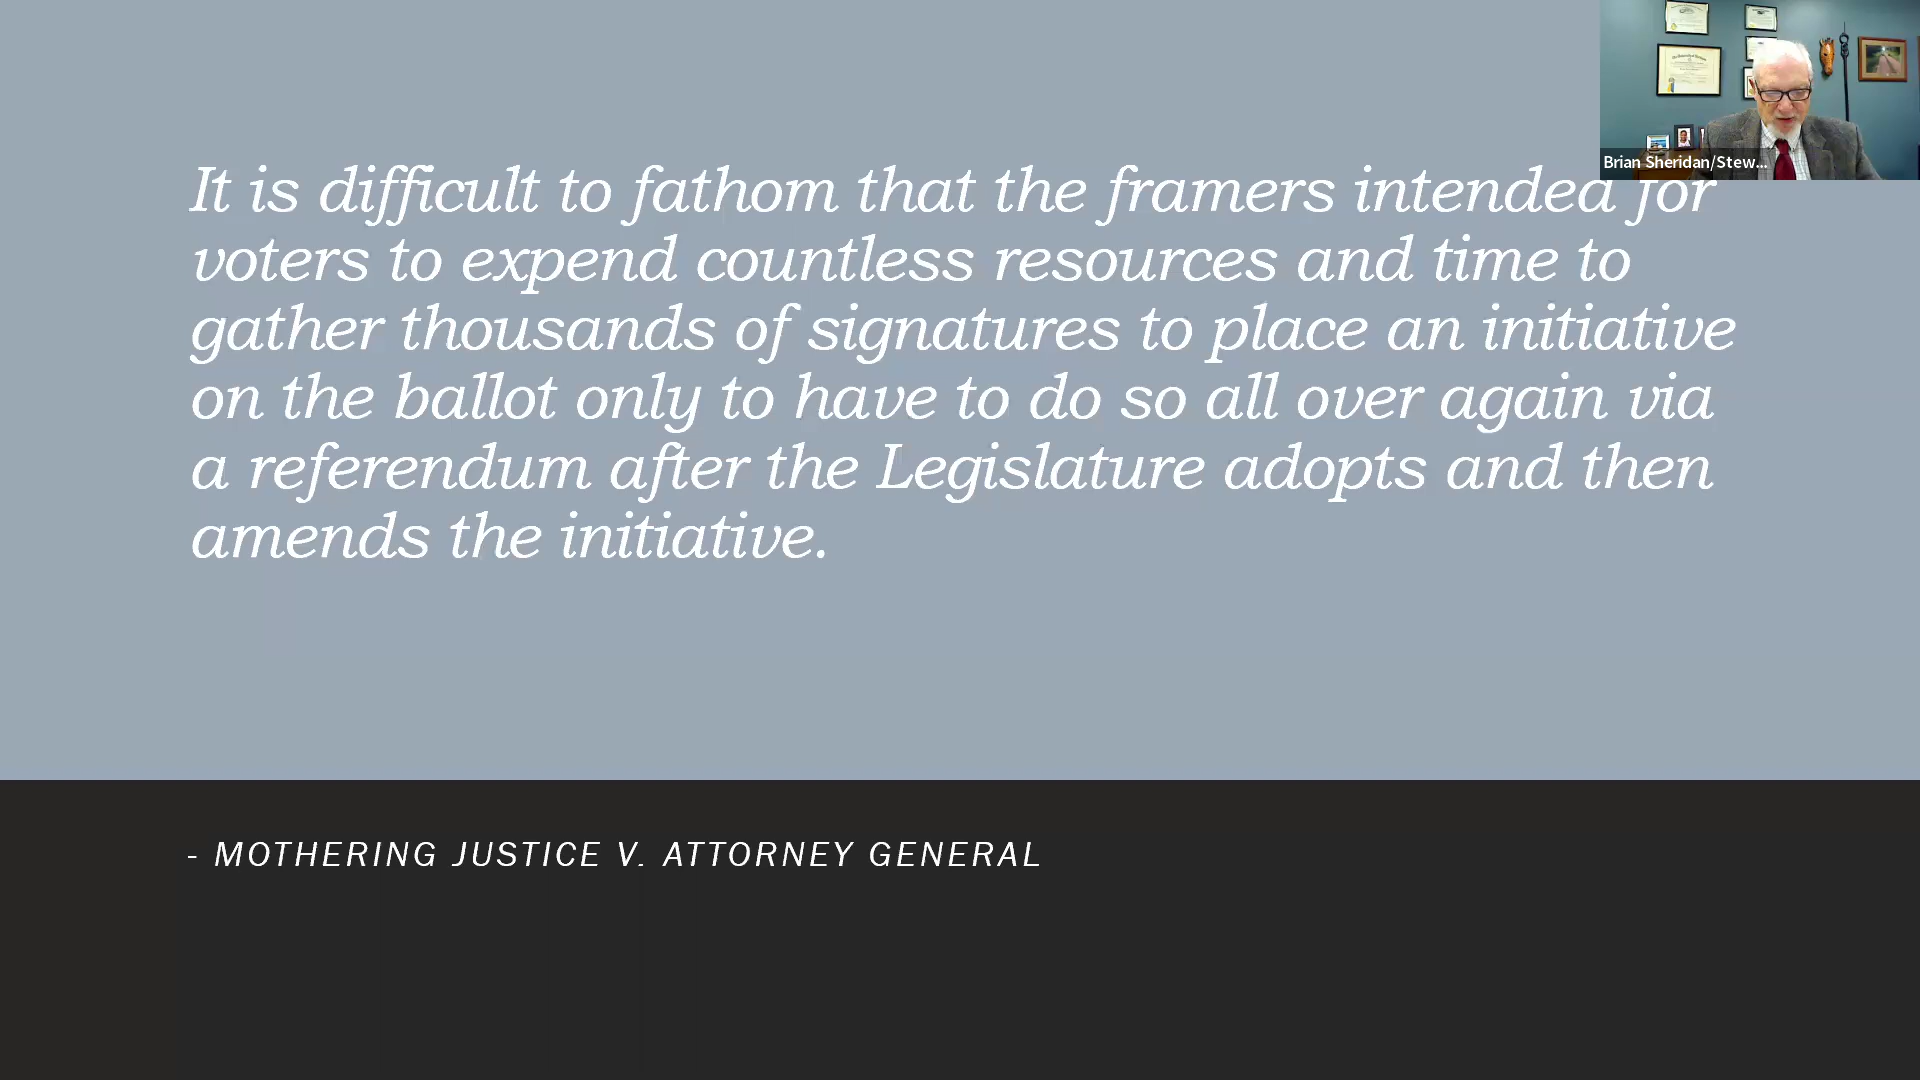 Brian Sheridan/Stew...
It is difficult to fathom that the framers intended for
voters to expend countless resources and time to
gather thousands of signatures to place an initiative
on the ballot only to have to do so all over again via
a referendum after the Legislature adopts and then
amends the initiative.
- MOTHERING JUSTICE V. ATTORNEY GENERAL